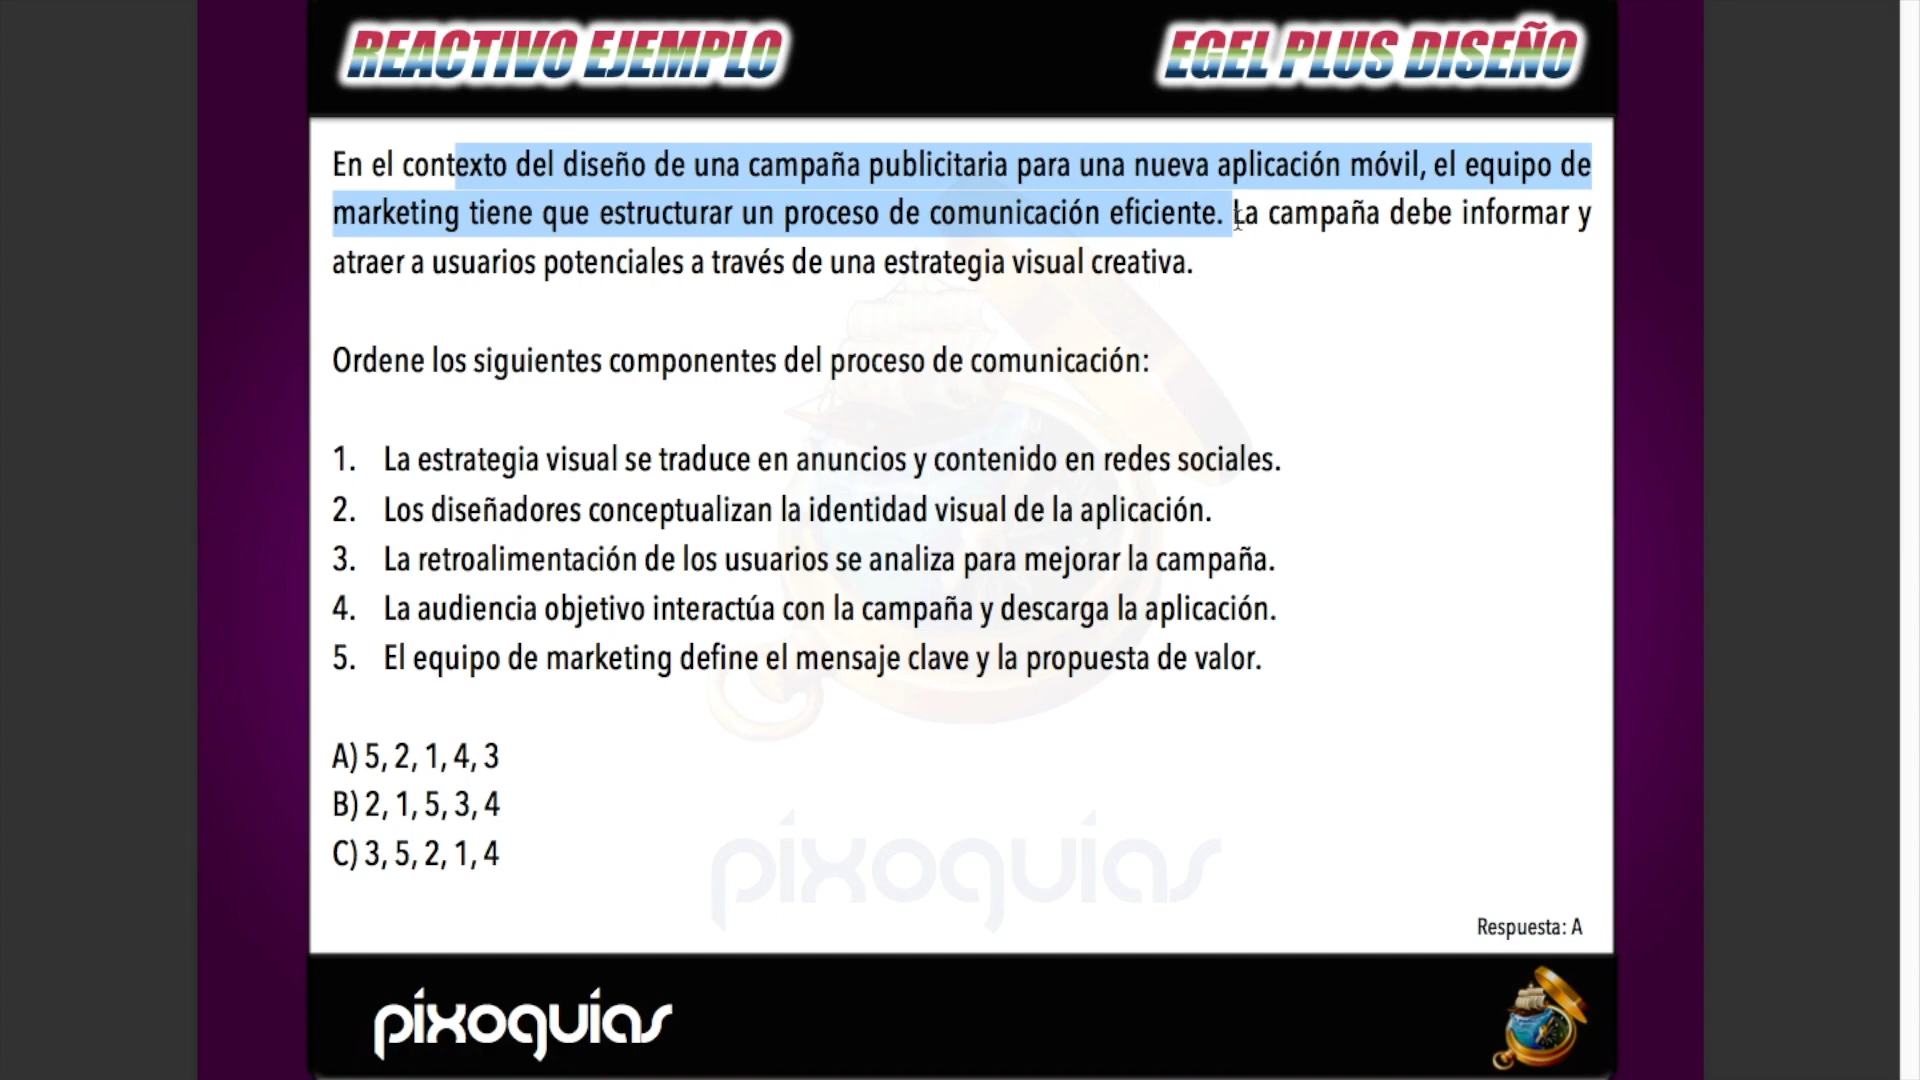 REACTIVO EJEMPLO
EGEL PLUS DISEÑO
En el contexto del diseño de una campaña publicitaria para una nueva aplicación móvil, el equipo de
marketing tiene que estructurar un proceso de comunicación eficiente. La campaña debe informar y
atraer a usuarios potenciales a través de una estrategia visual creativa.
Ordene los siguientes componentes del proceso de comunicación:
1. La estrategia visual se traduce en anuncios y contenido en redes sociales.
2. Los diseñadores conceptualizan la identidad visual de la aplicación.
3. La retroalimentación de los usuarios se analiza para mejorar la campaña.
4. La audiencia objetivo interactúa con la campaña y descarga la aplicación.
5. El equipo de marketing define el mensaje clave y la propuesta de valor.
A) 5, 2, 1, 4, 3
B) 2, 1, 5, 3, 4
C) 3, 5, 2, 1, 4
pixoguias
Respuesta: A
pixoguias